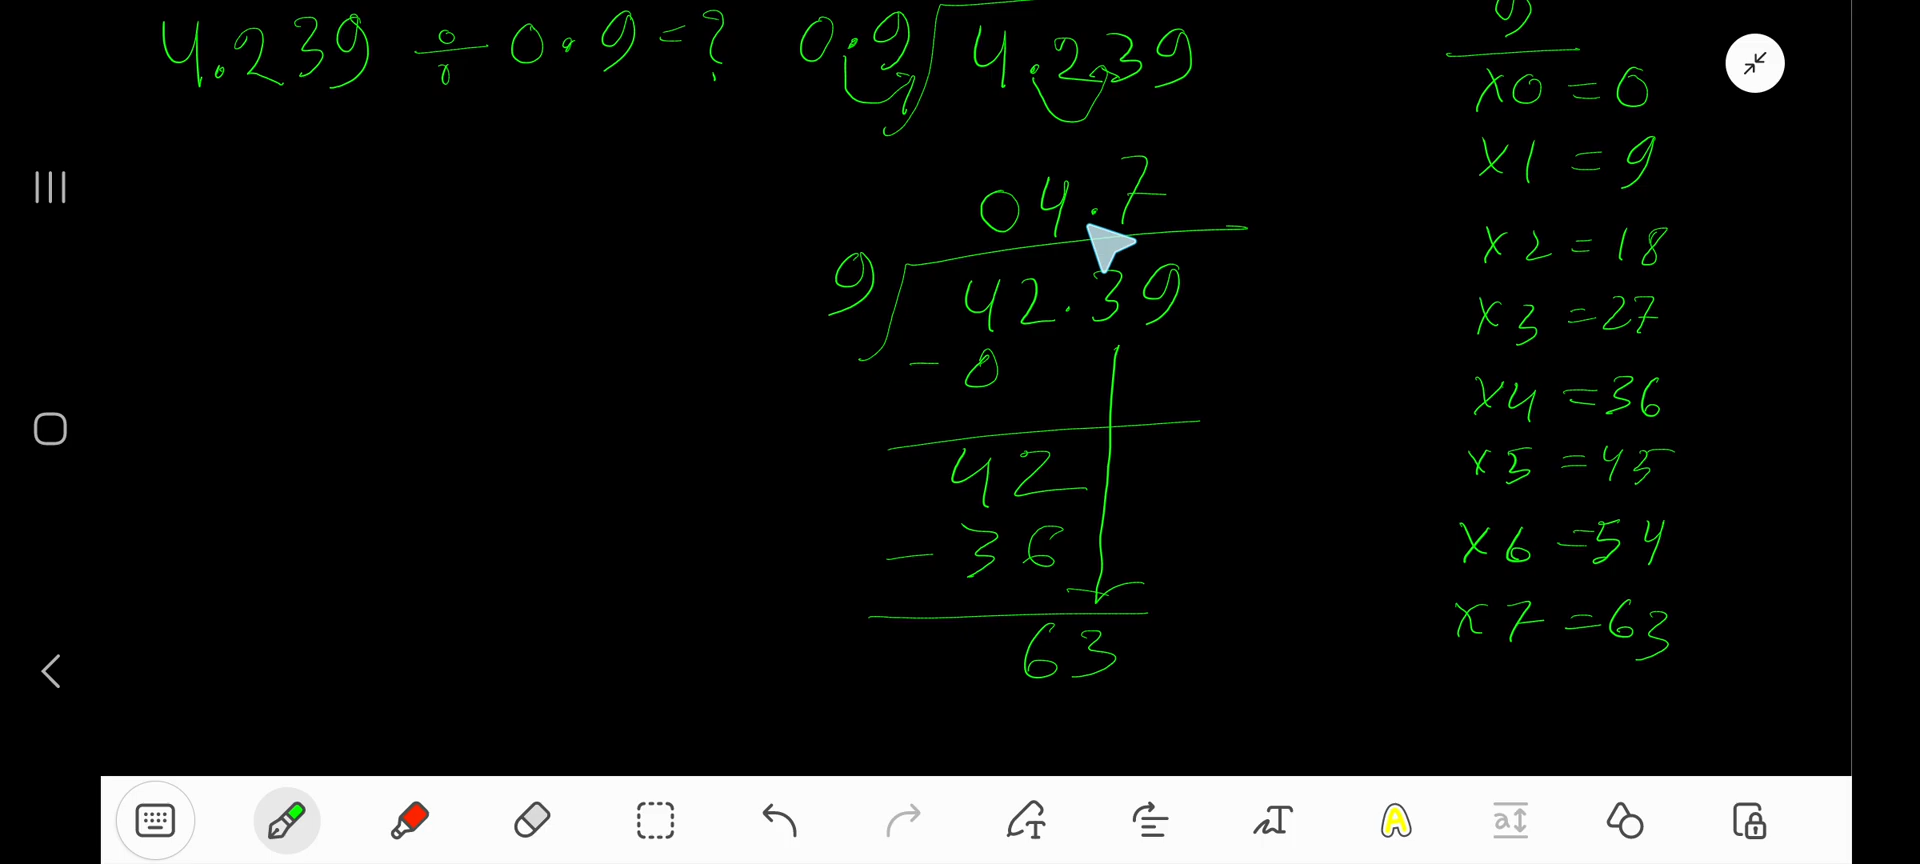 4.239 ÷ 0.9 = ?
0.9 4.239
04.7
9 42.39
- 0
42
- 36
63
9
x0 = 0
x1 = 9
x2 = 18
x3 = 27
x4 = 36
x5 = 45
x6 = 54
x7 = 63